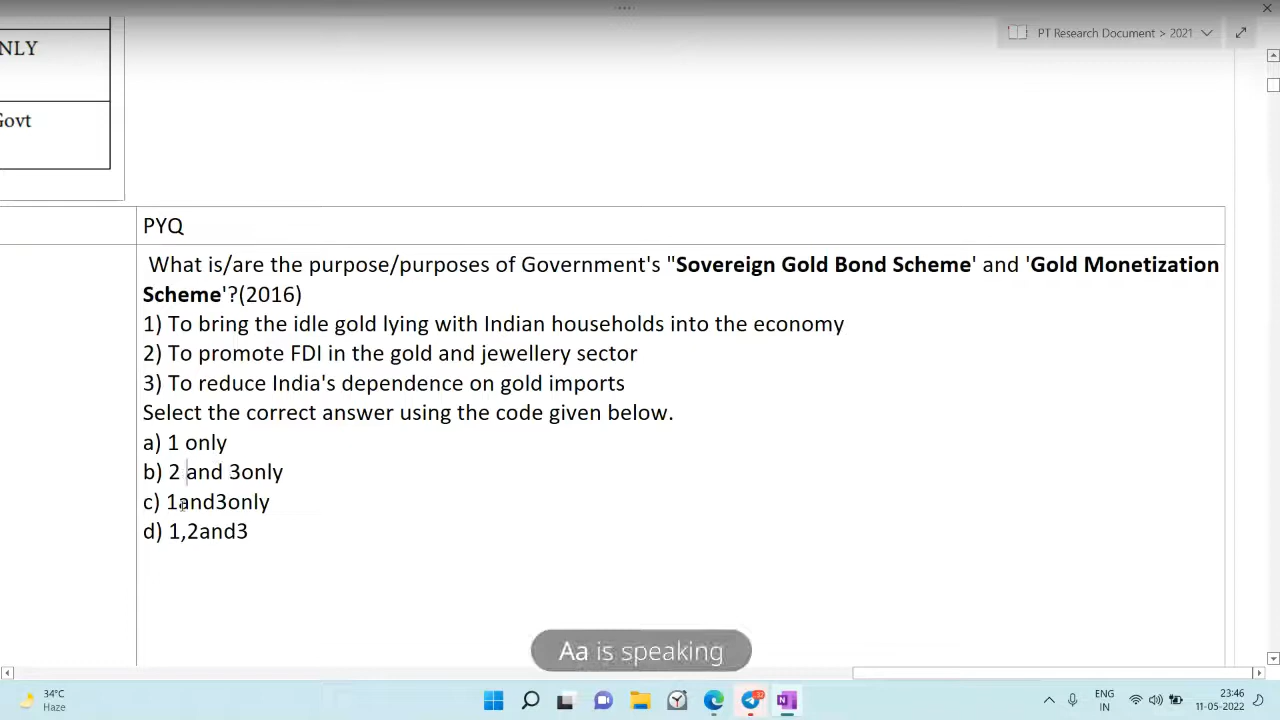 PT Research Document > 2021
NLY
Govt
PYQ
What is/are the purpose/purposes of Government's "Sovereign Gold Bond Scheme' and 'Gold Monetization
Scheme'?(2016)
1) To bring the idle gold lying with Indian households into the economy
2) To promote FDI in the gold and jewellery sector
3) To reduce India's dependence on gold imports
Select the correct answer using the code given below.
a) 1 only
b) 2 and 3only
c) 1and3only
d) 1,2and3
Aa is speaking
34°C
Haze
ENG
IN
23:46
11-05-2022